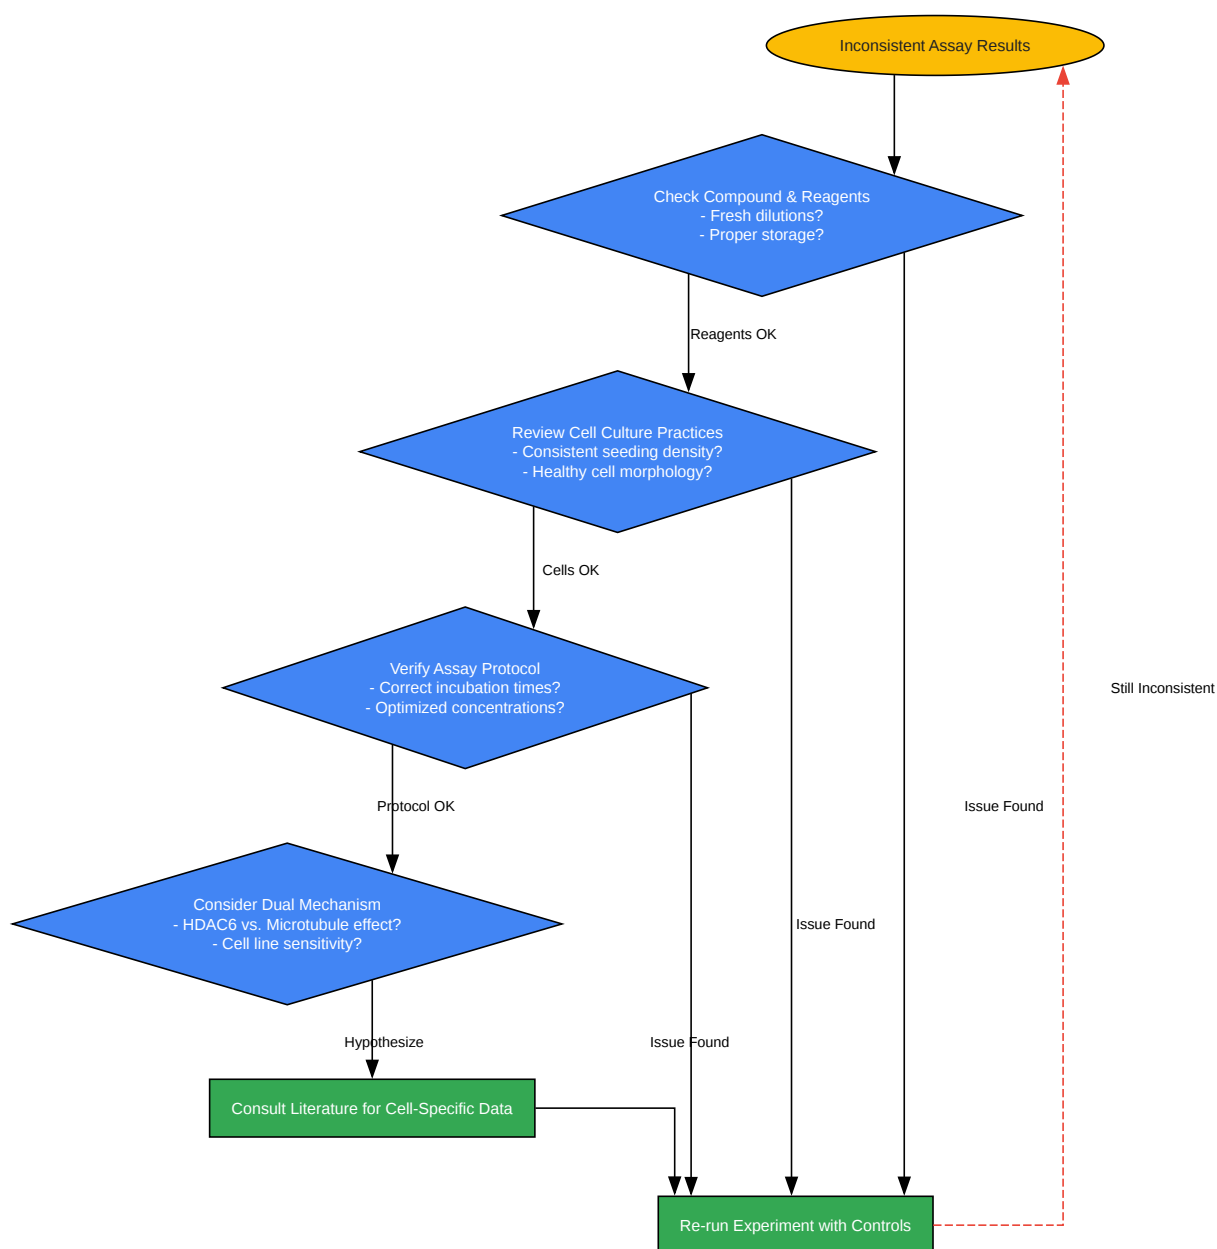 Inconsistent Assay Results
Check Compound & Reagents
- Fresh dilutions?
- Proper storage?
Reagents OK
Review Cell Culture Practices
- Consistent seeding density?
- Healthy cell morphology?
Cells OK
Verify Assay Protocol
- Correct incubation times?
- Optimized concentrations?
Still Inconsistent
Protocol OK
Issue Found
Consider Dual Mechanism
- HDAC6 vs. Microtubule effect?
- Cell line sensitivity?
Issue Found
Hypothesize
Issue Found
Consult Literature for Cell-Specific Data
Re-run Experiment with Controls